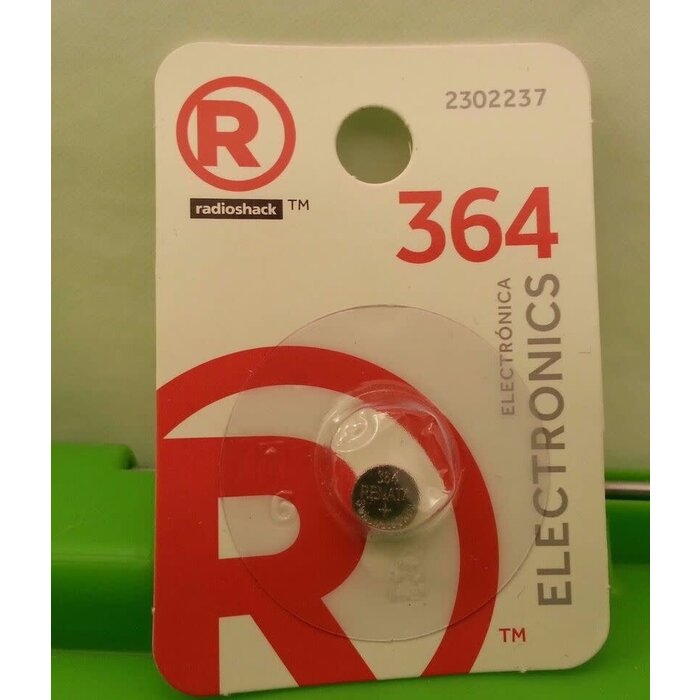 R
radioshack ™
2302237
364
ELECTRÓNICA
ELECTRONICS
364
RENATA
+
R
TM